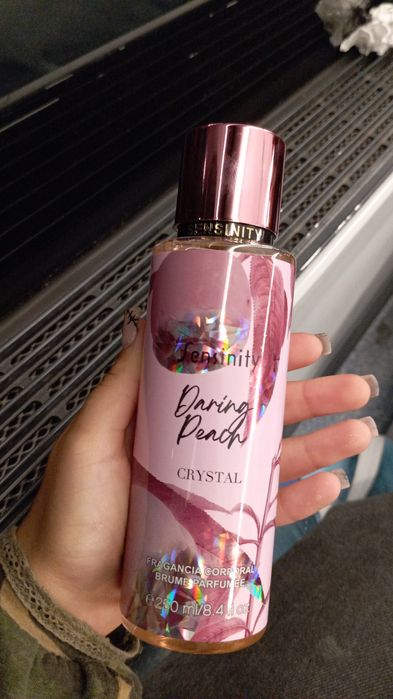 SENSINITY
Sensinity
Daring
Peach
CRYSTAL
FRAGANCIA CORPORAL
BRUME PARFUMÉE
℮250 ml/8.4 fl oz